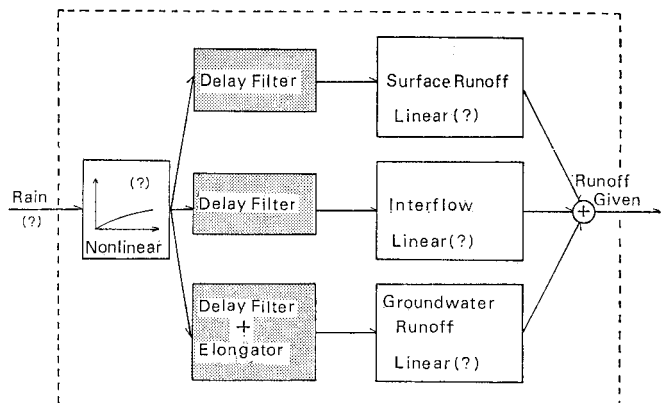 Rain
(?)
(?)
Nonlinear
Delay Filter
Surface Runoff
Linear(?)
Delay Filter
Interflow
Linear(?)
Delay Filter
+
Elongator
Groundwater
Runoff
Linear(?)
+
Runoff
Given